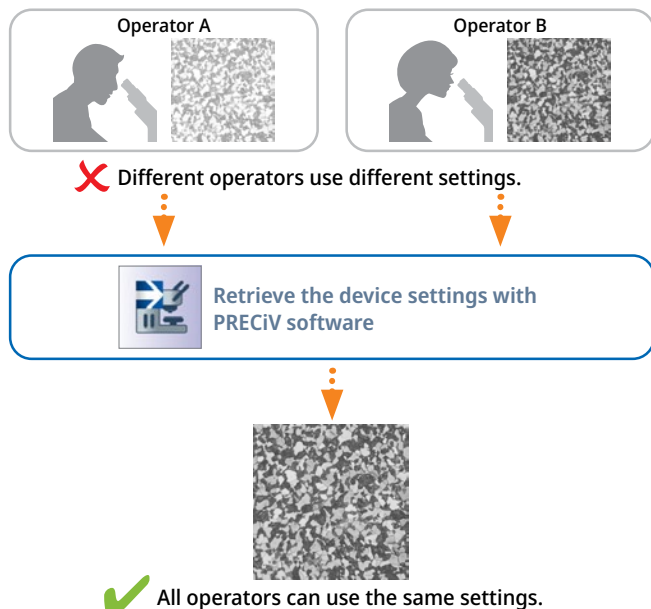 Operator A
Operator B
Different operators use different settings.
Retrieve the device settings with
PRECiV software
All operators can use the same settings.